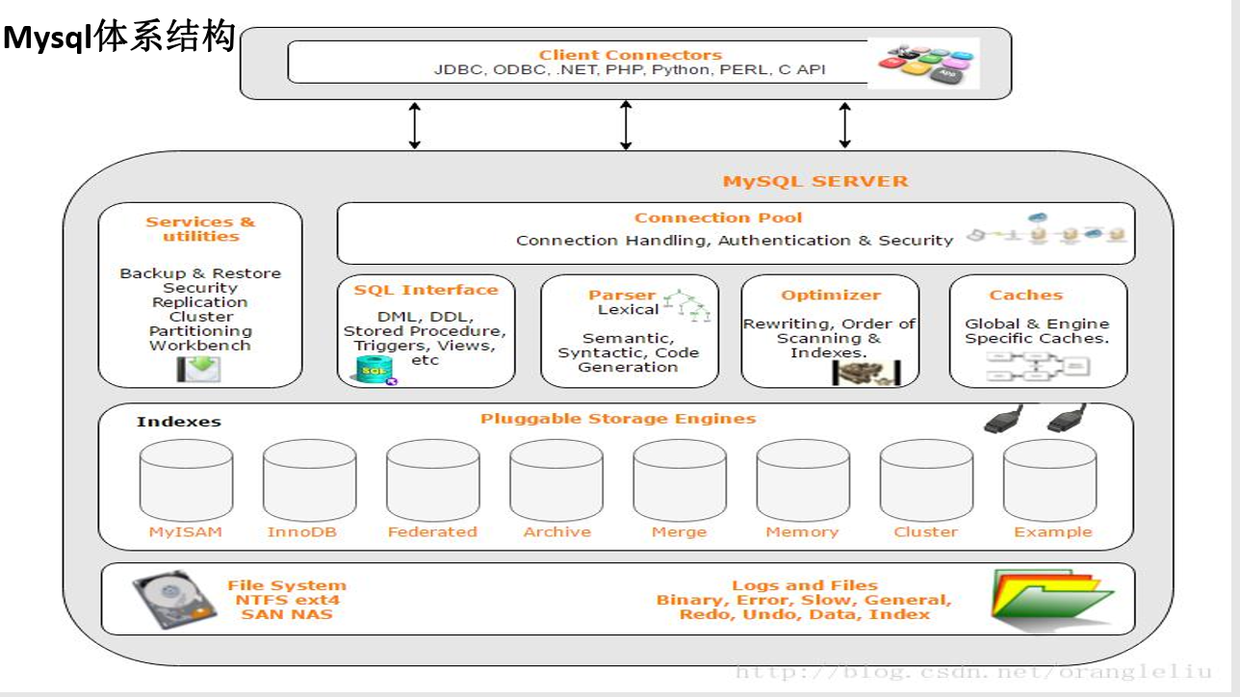 Mysql体系结构
Client Connectors
JDBC, ODBC, .NET, PHP, Python, PERL, C API
MySQL SERVER
Services &
utilities
Backup & Restore
Security
Replication
Cluster
Partitioning
Workbench
Connection Pool
Connection Handling, Authentication & Security
SQL Interface
DML, DDL,
Stored Procedure,
Triggers, Views,
etc
SQL
Parser
Lexical
Semantic,
Syntactic, Code
Generation
Optimizer
Rewriting, Order of
Scanning &
Indexes.
Caches
Global & Engine
Specific Caches.
Indexes
Pluggable Storage Engines
MyISAM
InnoDB
Federated
Archive
Merge
Memory
Cluster
Example
File System
NTFS ext4
SAN NAS
Logs and Files
Binary, Error, Slow, General,
Redo, Undo, Data, Index
http://blog.csdn.net/orangleliu